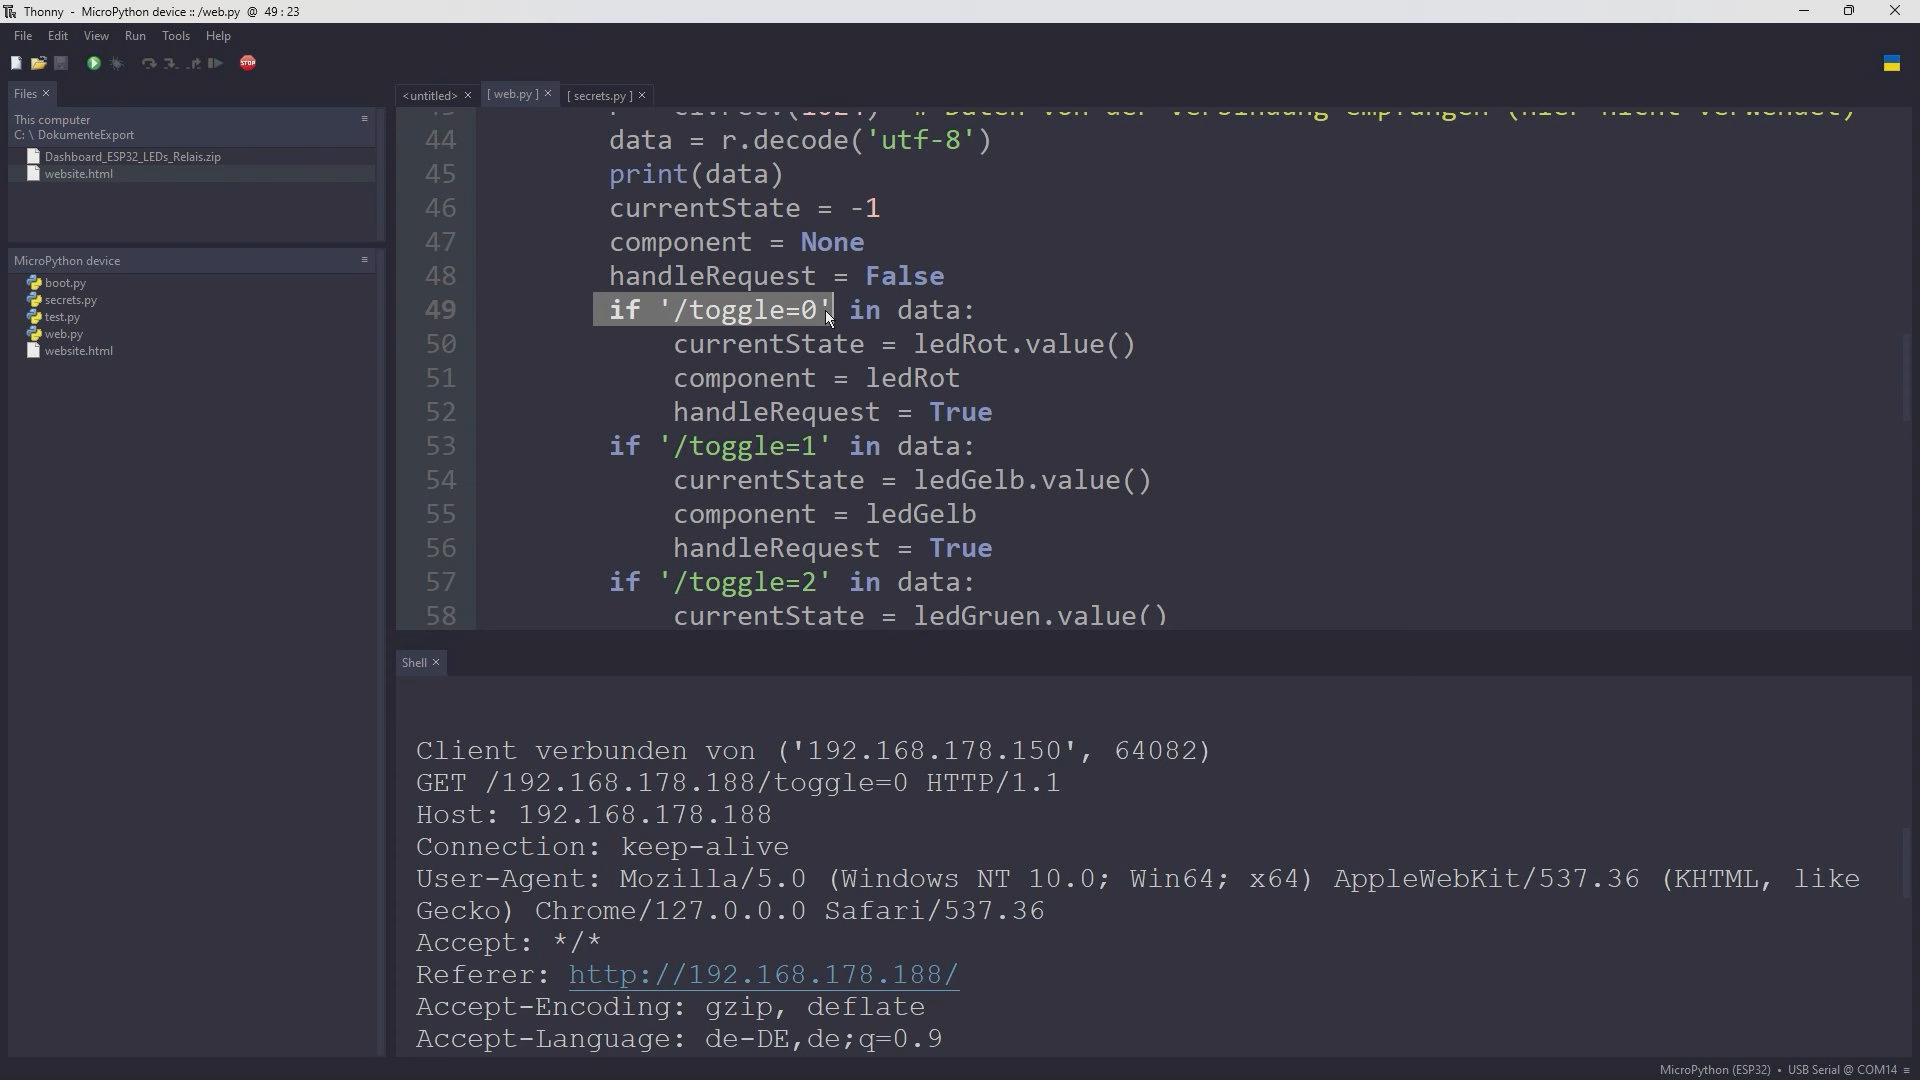 Thonny - MicroPython device :: /web.py @ 49 : 23
File Edit View Run Tools Help
STOP
Files ×
This computer
C: \ DokumenteExport
Dashboard_ESP32_LEDs_Relais.zip
website.html
MicroPython device
boot.py
secrets.py
test.py
web.py
website.html
<untitled> × [ web.py ] × [ secrets.py ] ×
44 data = r.decode('utf-8')
45 print(data)
46 currentState = -1
47 component = None
48 handleRequest = False
49 if '/toggle=0' in data:
50 currentState = ledRot.value()
51 component = ledRot
52 handleRequest = True
53 if '/toggle=1' in data:
54 currentState = ledGelb.value()
55 component = ledGelb
56 handleRequest = True
57 if '/toggle=2' in data:
58 currentState = ledGruen.value()
Shell ×
Client verbunden von ('192.168.178.150', 64082)
GET /192.168.178.188/toggle=0 HTTP/1.1
Host: 192.168.178.188
Connection: keep-alive
User-Agent: Mozilla/5.0 (Windows NT 10.0; Win64; x64) AppleWebKit/537.36 (KHTML, like
Gecko) Chrome/127.0.0.0 Safari/537.36
Accept: */*
Referer: http://192.168.178.188/
Accept-Encoding: gzip, deflate
Accept-Language: de-DE,de;q=0.9
MicroPython (ESP32) • USB Serial @ COM14 ≡